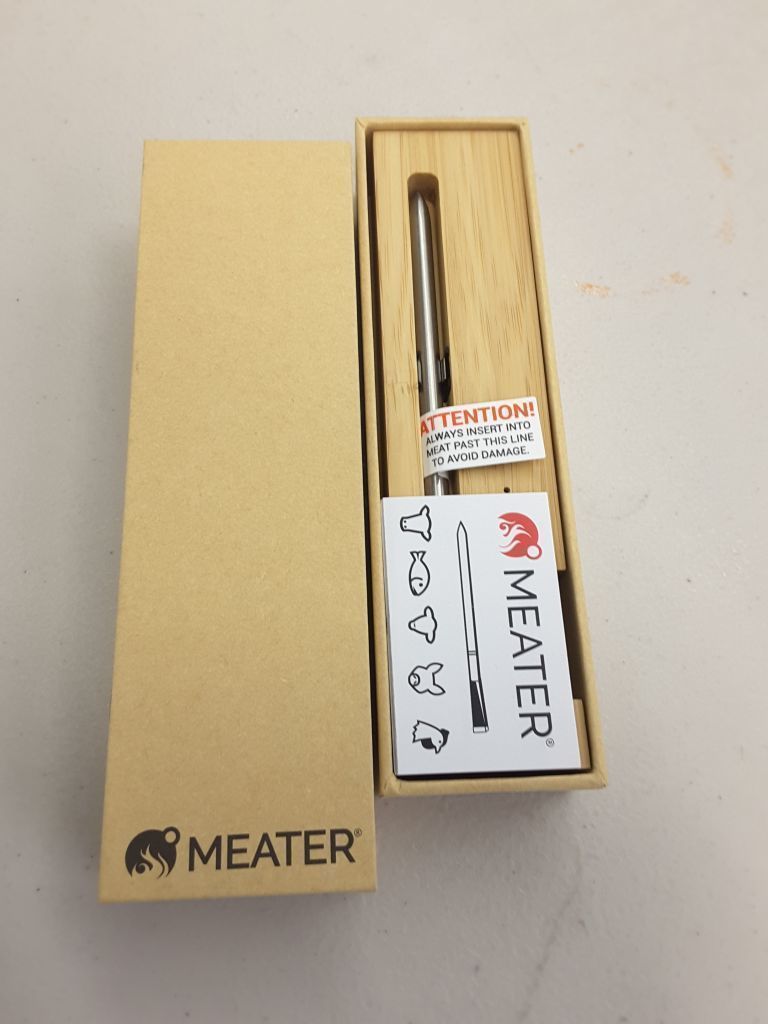 ATTENTION!
ALWAYS INSERT INTO
MEAT PAST THIS LINE
TO AVOID DAMAGE.
MEATER®
MEATER®